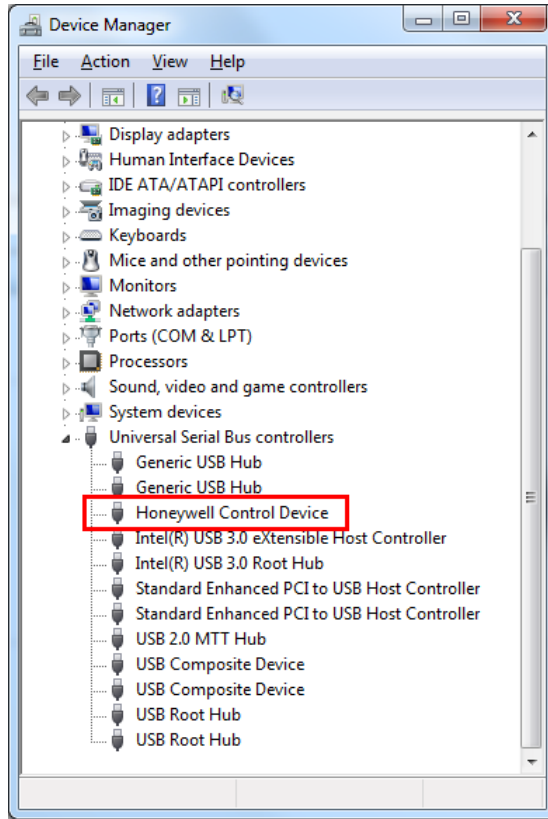 Device Manager
File Action View Help
Display adapters
Human Interface Devices
IDE ATA/ATAPI controllers
Imaging devices
Keyboards
Mice and other pointing devices
Monitors
Network adapters
Ports (COM & LPT)
Processors
Sound, video and game controllers
System devices
Universal Serial Bus controllers
Generic USB Hub
Generic USB Hub
Honeywell Control Device
Intel(R) USB 3.0 eXtensible Host Controller
Intel(R) USB 3.0 Root Hub
Standard Enhanced PCI to USB Host Controller
Standard Enhanced PCI to USB Host Controller
USB 2.0 MTT Hub
USB Composite Device
USB Composite Device
USB Root Hub
USB Root Hub